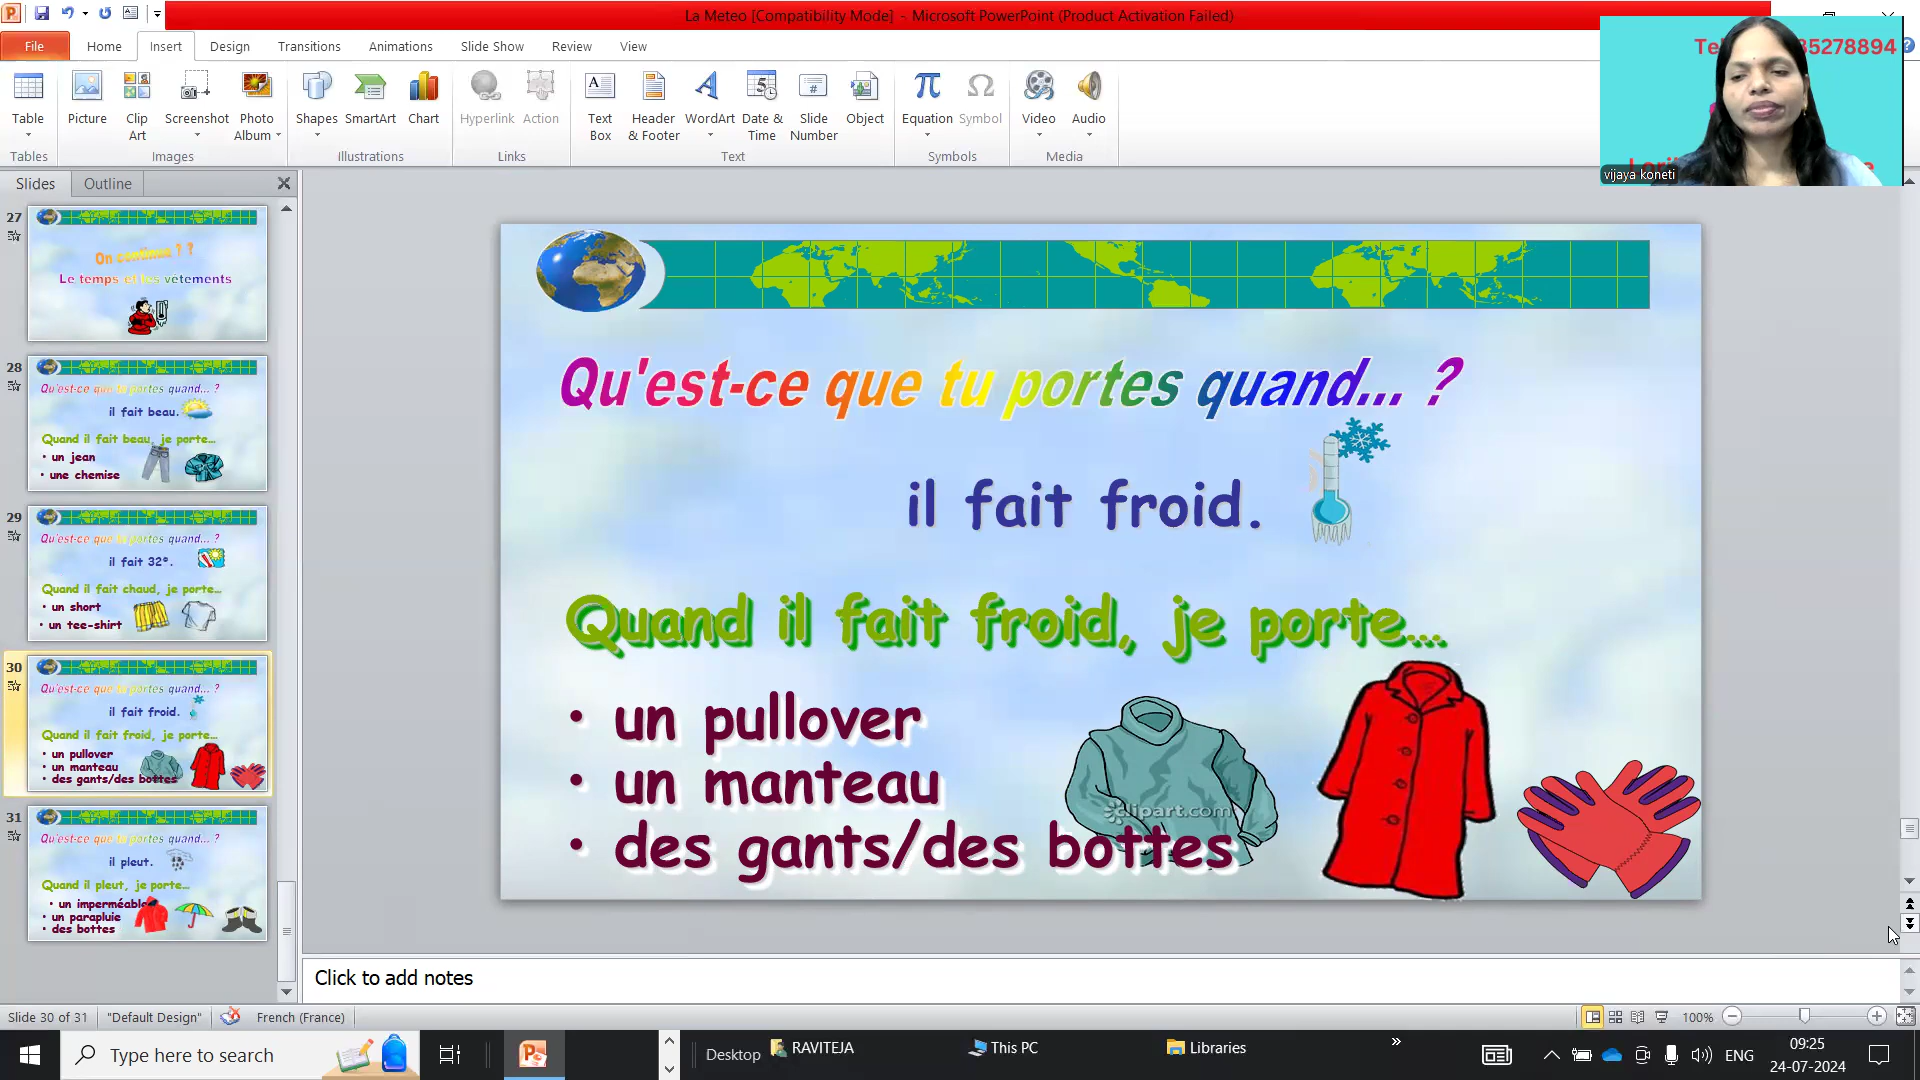 La Meteo [Compatibility Mode] - Microsoft PowerPoint (Product Activation Failed)
File Home Insert Design Transitions Animations Slide Show Review View
Table Picture Clip Art Screenshot Photo Album Shapes SmartArt Chart Hyperlink Action Text Box Header & Footer WordArt Date & Time Slide Number Object Equation Symbol Video Audio
Tables Images Illustrations Links Text Symbols Media
35278894
vijaya koneti
Slides Outline
27
On continue ? ?
Le temps et les vêtements
28
Qu'est-ce que tu portes quand... ?
il fait beau.
Quand il fait beau, je porte...
• un jean
• une chemise
29
Qu'est-ce que tu portes quand... ?
il fait 32°.
Quand il fait chaud, je porte...
• un short
• un tee-shirt
30
Qu'est-ce que tu portes quand... ?
il fait froid.
Quand il fait froid, je porte...
• un pullover
• un manteau
• des gants/des bottes
31
Qu'est-ce que tu portes quand... ?
il pleut.
Quand il pleut, je porte...
• un imperméable
• un parapluie
• des bottes
Qu'est-ce que tu portes quand... ?
il fait froid.
Quand il fait froid, je porte...
• un pullover
• un manteau
• des gants/des bottes
clipart.com
Click to add notes
Slide 30 of 31 "Default Design" French (France) 100%
Type here to search Desktop RAVITEJA This PC Libraries » ENG
09:25
24-07-2024